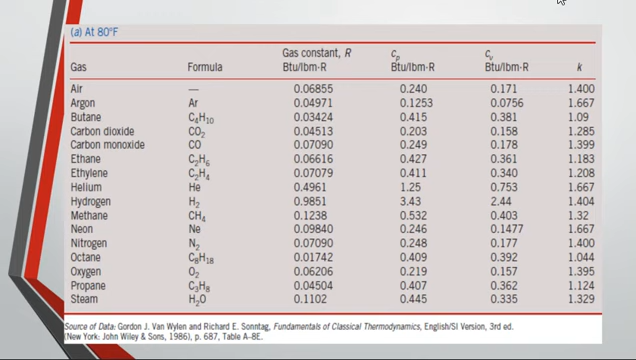 (a) At 80°F
Gas constant, R cp cv
Gas Formula Btu/lbm·R Btu/lbm·R Btu/lbm·R k
Air — 0.06855 0.240 0.171 1.400
Argon Ar 0.04971 0.1253 0.0756 1.667
Butane C4H10 0.03424 0.415 0.381 1.09
Carbon dioxide CO2 0.04513 0.203 0.158 1.285
Carbon monoxide CO 0.07090 0.249 0.178 1.399
Ethane C2H6 0.06616 0.427 0.361 1.183
Ethylene C2H4 0.07079 0.411 0.340 1.208
Helium He 0.4961 1.25 0.753 1.667
Hydrogen H2 0.9851 3.43 2.44 1.404
Methane CH4 0.1238 0.532 0.403 1.32
Neon Ne 0.09840 0.246 0.1477 1.667
Nitrogen N2 0.07090 0.248 0.177 1.400
Octane C8H18 0.01742 0.409 0.392 1.044
Oxygen O2 0.06206 0.219 0.157 1.395
Propane C3H8 0.04504 0.407 0.362 1.124
Steam H2O 0.1102 0.445 0.335 1.329
Source of Data: Gordon J. Van Wylen and Richard E. Sonntag, Fundamentals of Classical Thermodynamics, English/SI Version, 3rd ed.
(New York: John Wiley & Sons, 1986), p. 687, Table A–8E.